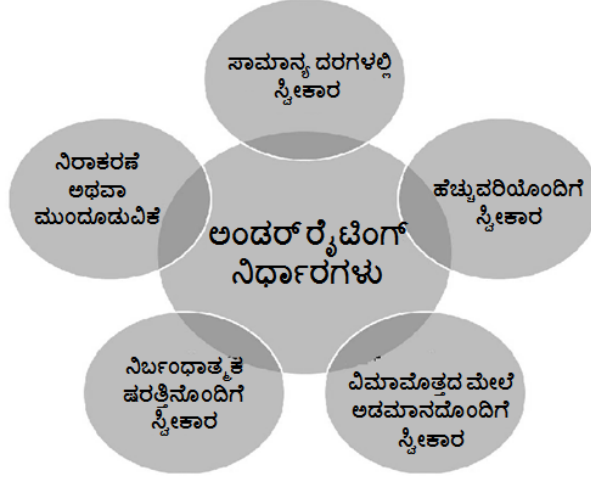 ಸಾಮಾನ್ಯ ದರಗಳಲ್ಲಿ
ಸ್ವೀಕಾರ
ನಿರಾಕರಣೆ
ಅಥವಾ
ಮುಂದೂಡುವಿಕೆ
ಹೆಚ್ಚುವರಿಯೊಂದಿಗೆ
ಸ್ವೀಕಾರ
ಅಂಡರ್ ರೈಟಿಂಗ್
ನಿರ್ಧಾರಗಳು
ನಿರ್ಬಂಧಾತ್ಮಕ
ಷರತ್ತಿನೊಂದಿಗೆ
ಸ್ವೀಕಾರ
ವಿಮಾಮೊತ್ತದ ಮೇಲೆ
ಅಡಮಾನದೊಂದಿಗೆ
ಸ್ವೀಕಾರ